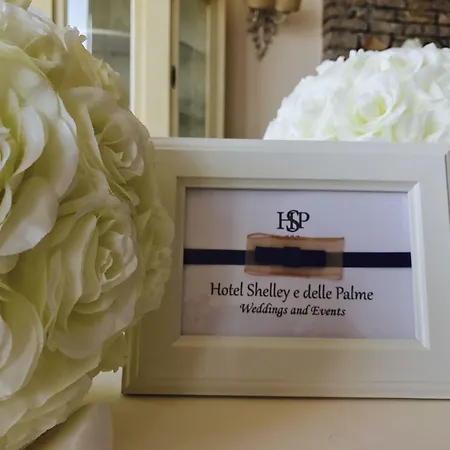 HSP
Hotel Shelley e delle Palme
Weddings and Events